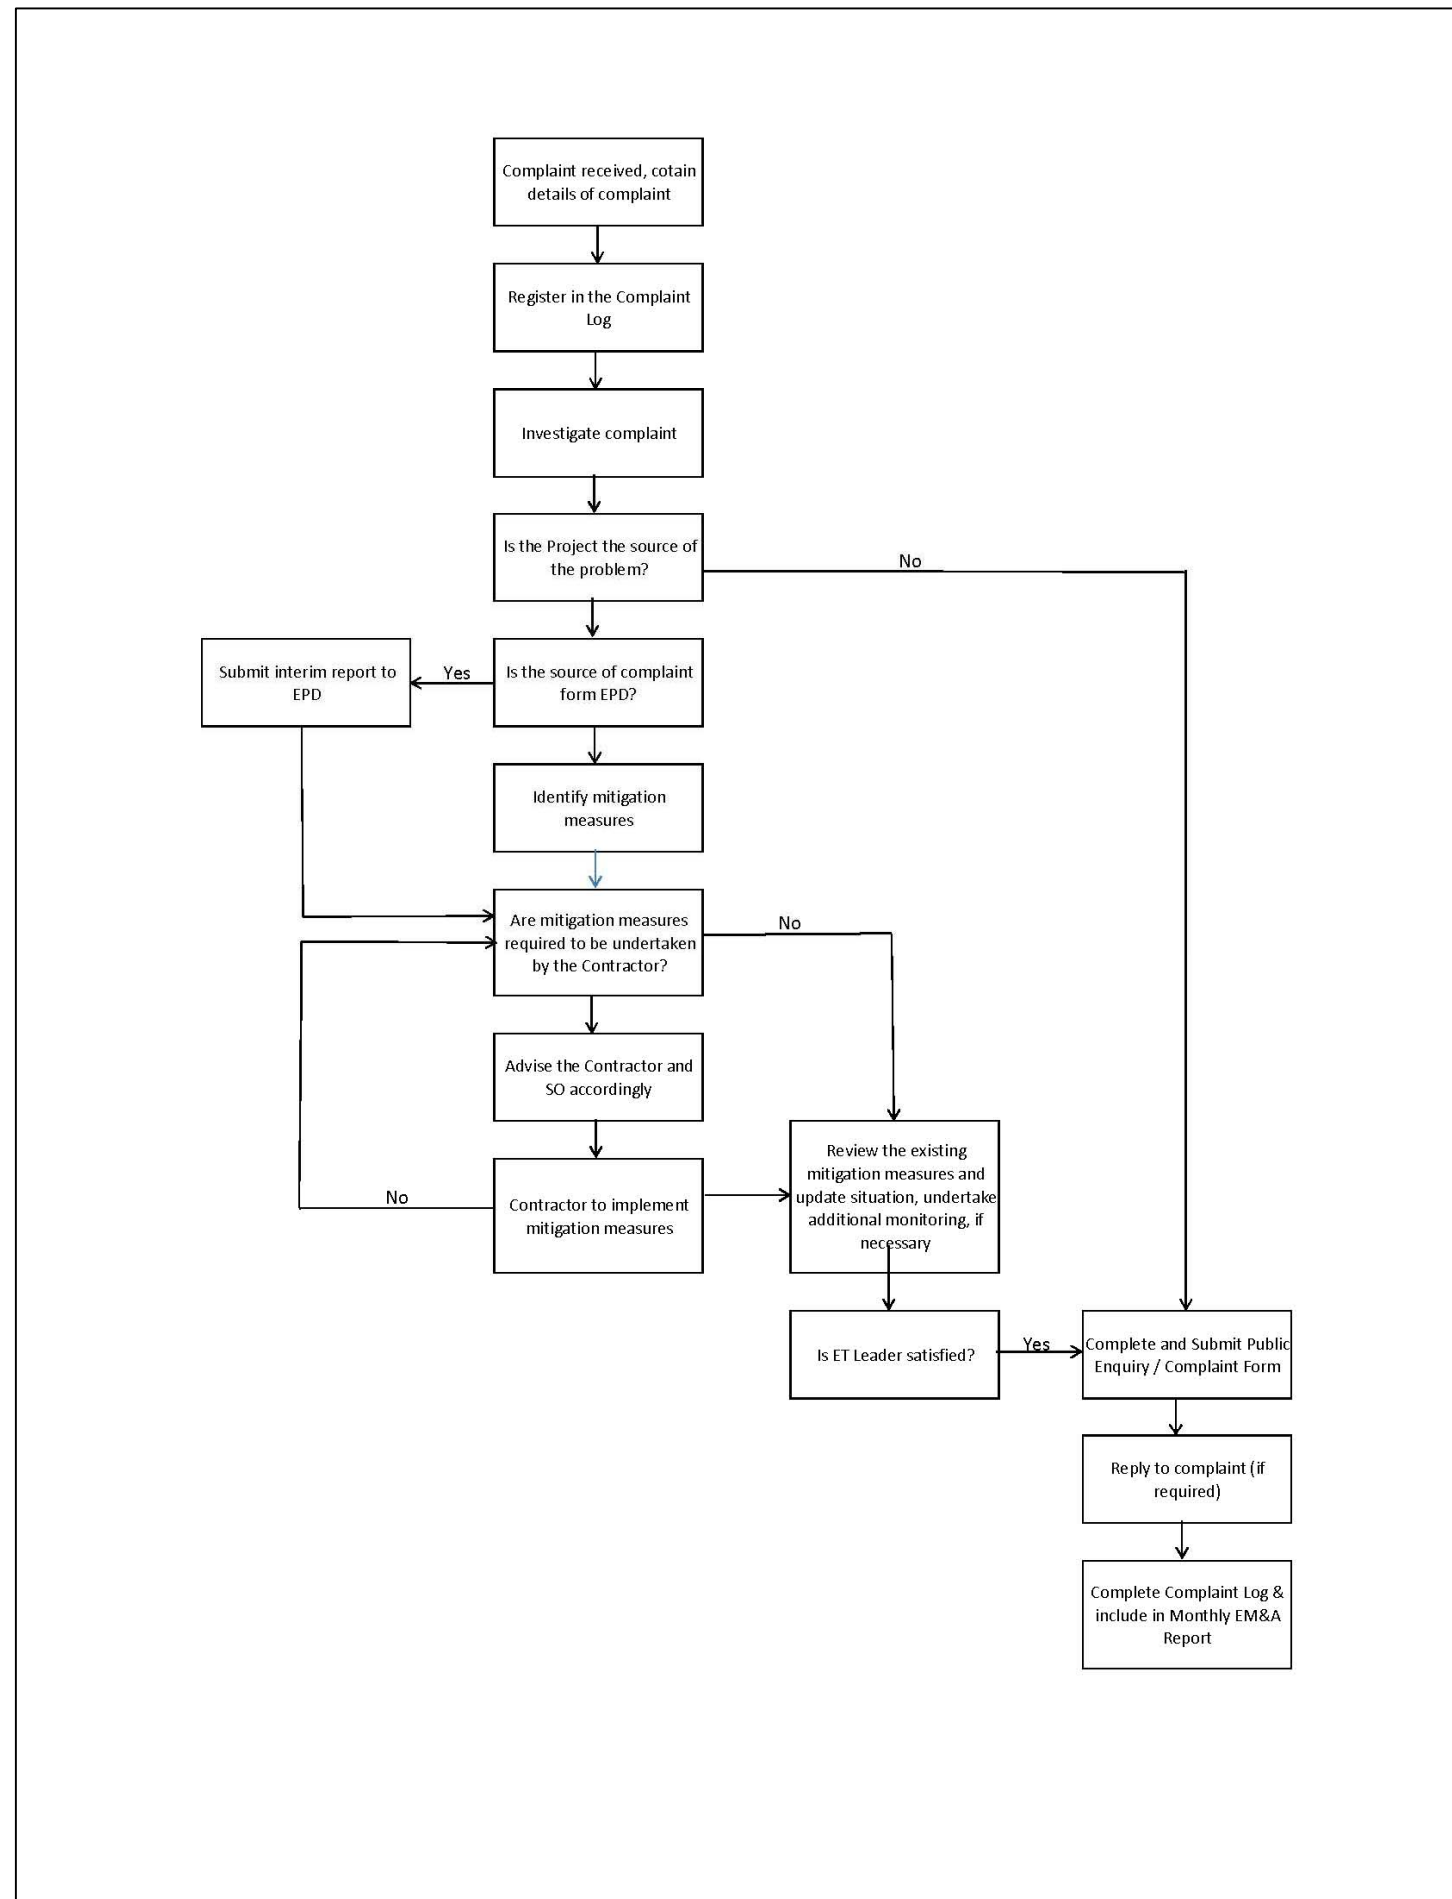 Complaint received, cotain
details of complaint
Register in the Complaint
Log
Investigate complaint
Is the Project the source of
the problem?
No
Submit interim report to
EPD
Yes
Is the source of complaint
form EPD?
Identify mitigation
measures
Are mitigation measures
required to be undertaken
by the Contractor?
No
Advise the Contractor and
SO accordingly
No
Contractor to implement
mitigation measures
Review the existing
mitigation measures and
update situation, undertake
additional monitoring, if
necessary
Is ET Leader satisfied?
Yes
Complete and Submit Public
Enquiry / Complaint Form
Reply to complaint (if
required)
Complete Complaint Log &
include in Monthly EM&A
Report